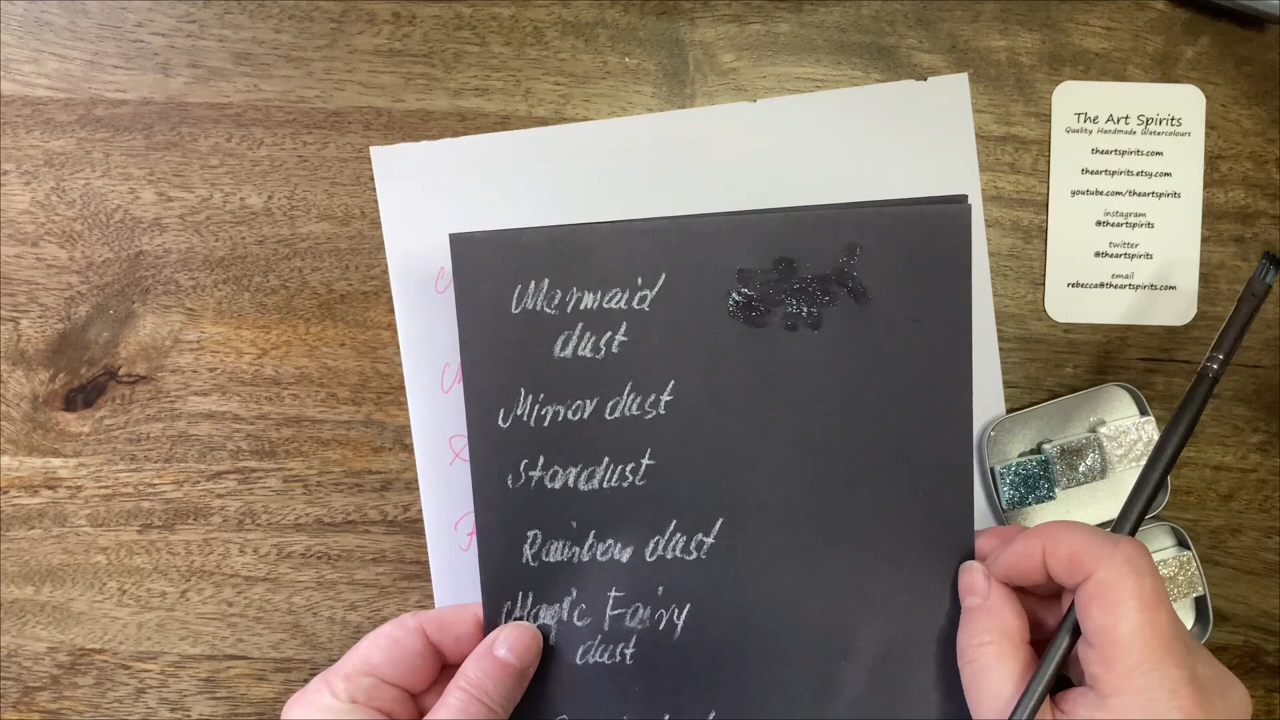 Mermaid
dust
Mirror dust
Stardust
Rainbow dust
Magic Fairy
dust
The Art Spirits
Quality Handmade Watercolours
theartspirits.com
theartspirits.etsy.com
youtube.com/theartspirits
instagram
@theartspirits
twitter
@theartspirits
email
rebecca@theartspirits.com